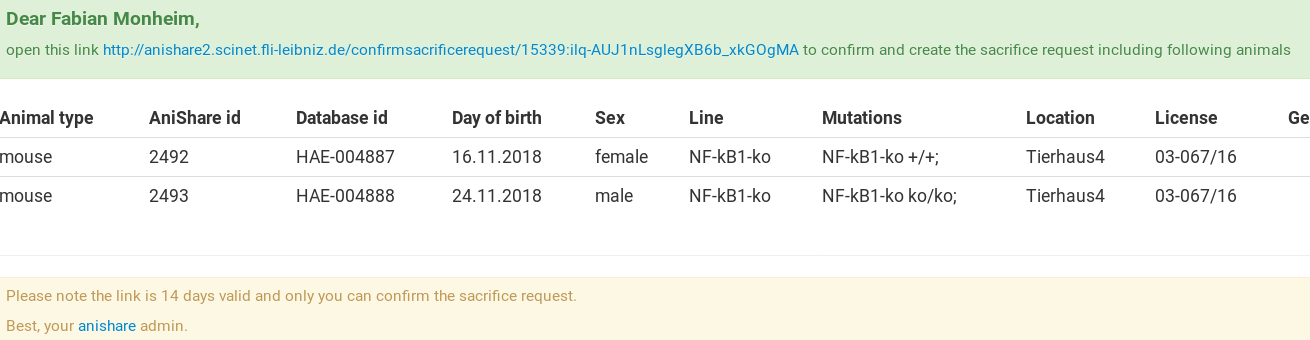 Dear Fabian Monheim,
open this link http://anishare2.scinet.fli-leibniz.de/confirmsacrificerequest/15339:ilq-AUJ1nLsglegXB6b_xkGOgMA to confirm and create the sacrifice request including following animals
Animal type AniShare id Database id Day of birth Sex Line Mutations Location License Ge
mouse 2492 HAE-004887 16.11.2018 female NF-kB1-ko NF-kB1-ko +/+; Tierhaus4 03-067/16
mouse 2493 HAE-004888 24.11.2018 male NF-kB1-ko NF-kB1-ko ko/ko; Tierhaus4 03-067/16
Please note the link is 14 days valid and only you can confirm the sacrifice request.
Best, your anishare admin.